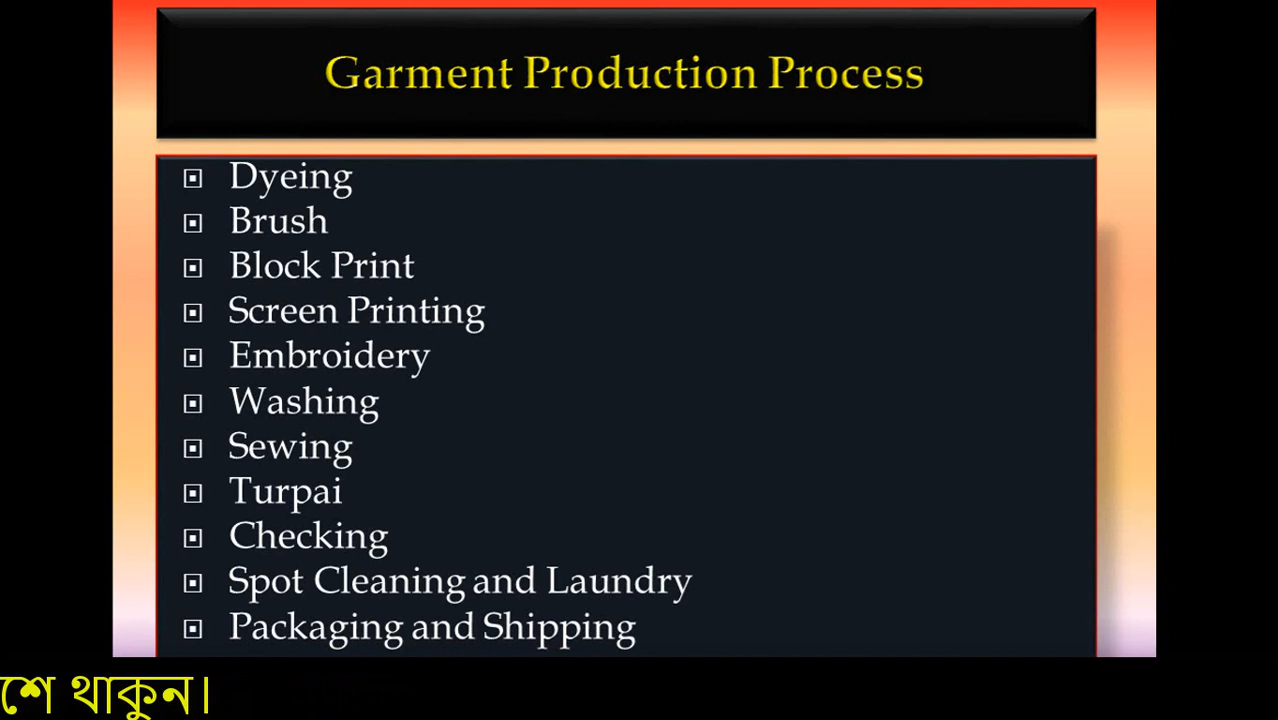 Garment Production Process
Dyeing
Brush
Block Print
Screen Printing
Embroidery
Washing
Sewing
Turpai
Checking
Spot Cleaning and Laundry
Packaging and Shipping
শে থাকুন।